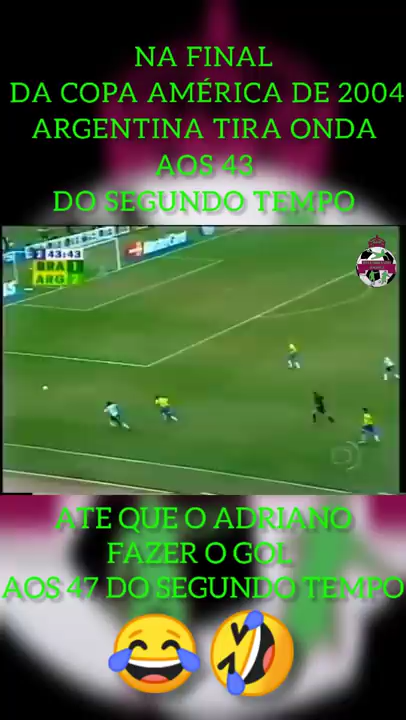 NA FINAL
DA COPA AMÉRICA DE 2004
ARGENTINA TIRA ONDA
AOS 43
DO SEGUNDO TEMPO
2 43:43
BRA 1
ARG 2
ATE QUE O ADRIANO
FAZER O GOL
AOS 47 DO SEGUNDO TEMPO